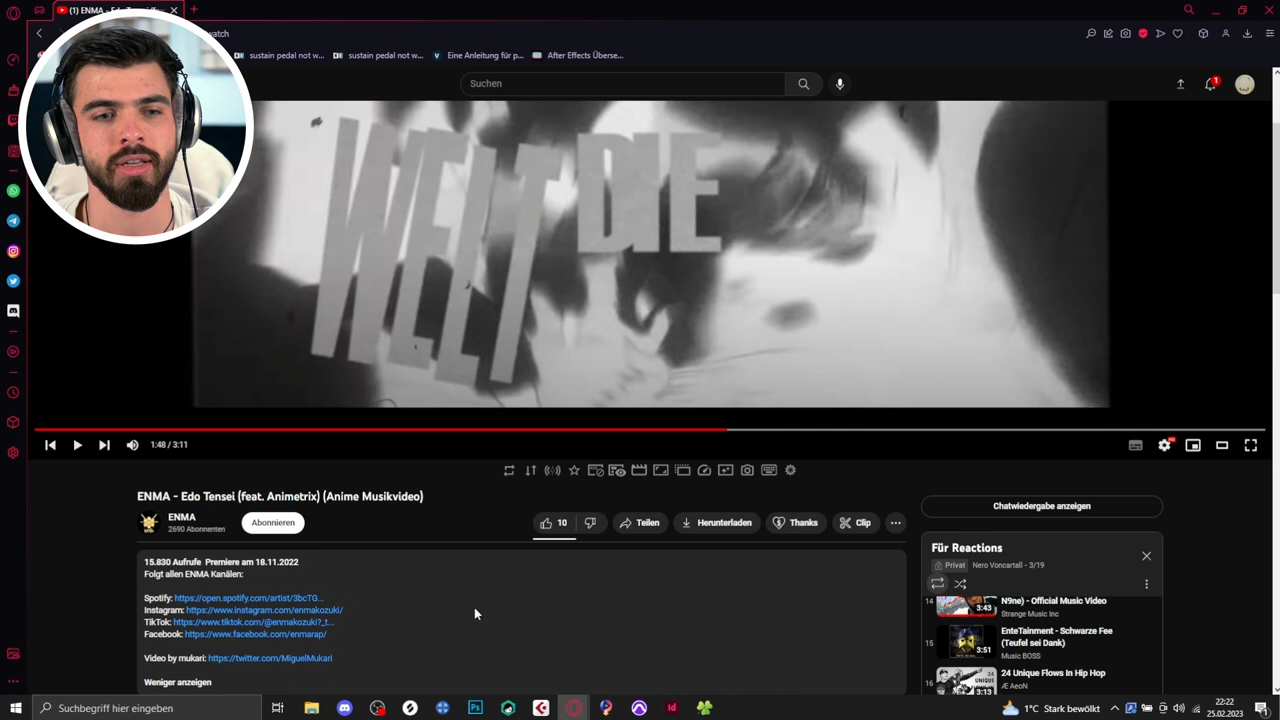 (1) ENMA - Edo Tensei (f...
watch
sustain pedal not w...
sustain pedal not w...
Eine Anleitung für p...
After Effects Überse...
Suchen
1
WELT DIE
1:48 / 3:11
HD
ENMA - Edo Tensei (feat. Animetrix) (Anime Musikvideo)
ENMA
2690 Abonnenten
Abonnieren
10
Teilen
Herunterladen
Thanks
Clip
15.830 Aufrufe Premiere am 18.11.2022
Folgt allen ENMA Kanälen:
Spotify: https://open.spotify.com/artist/3bcTG...
Instagram: https://www.instagram.com/enmakozuki/
TikTok: https://www.tiktok.com/@enmakozuki?_t...
Facebook: https://www.facebook.com/enmarap/
Video by mukari: https://twitter.com/MiguelMukari
Weniger anzeigen
Chatwiedergabe anzeigen
Für Reactions
Privat
Nero Voncartall - 3/19
14
3:43
N9ne) - Official Music Video
Strange Music Inc
15
3:51
EnteTainment - Schwarze Fee
(Teufel sei Dank)
Music BOSS
16
24 UNIQUE
3:13
24 Unique Flows In Hip Hop
Æ AeoN
Suchbegriff hier eingeben
Ps
Id
1°C Stark bewölkt
22:22
25.02.2023